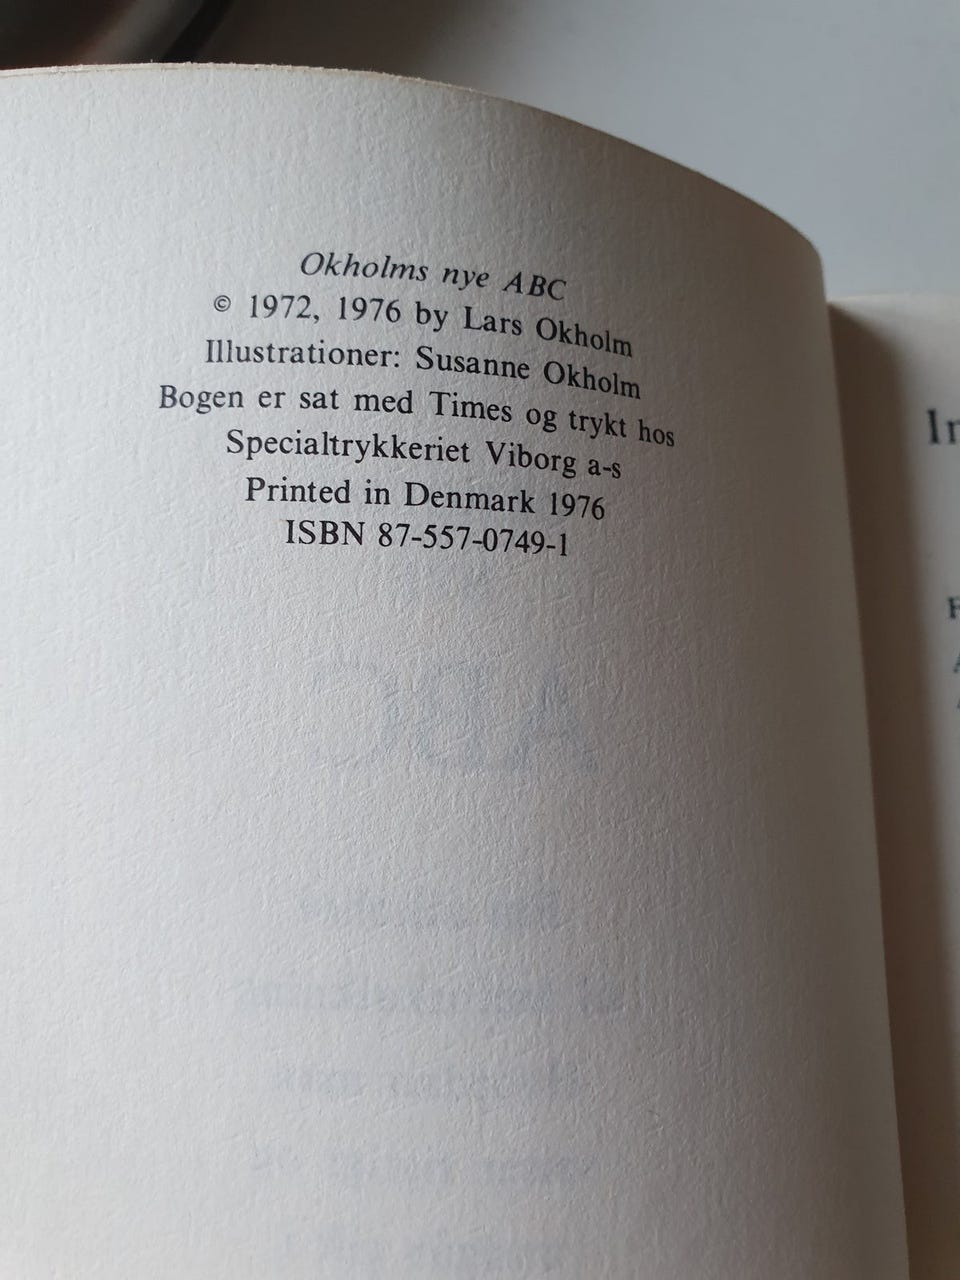 Okholms nye ABC
© 1972, 1976 by Lars Okholm
Illustrationer: Susanne Okholm
Bogen er sat med Times og trykt hos
Specialtrykkeriet Viborg a-s
Printed in Denmark 1976
ISBN 87-557-0749-1
ABC